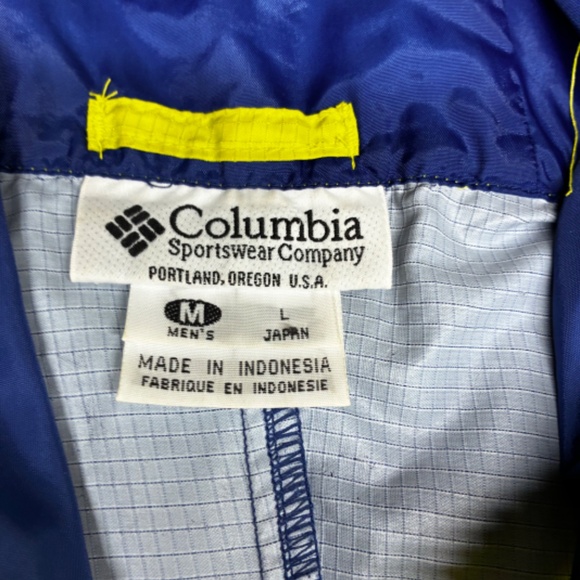 Columbia
Sportswear Company
PORTLAND, OREGON U.S.A.
M L
MEN'S JAPAN
MADE IN INDONESIA
FABRIQUE EN INDONESIE